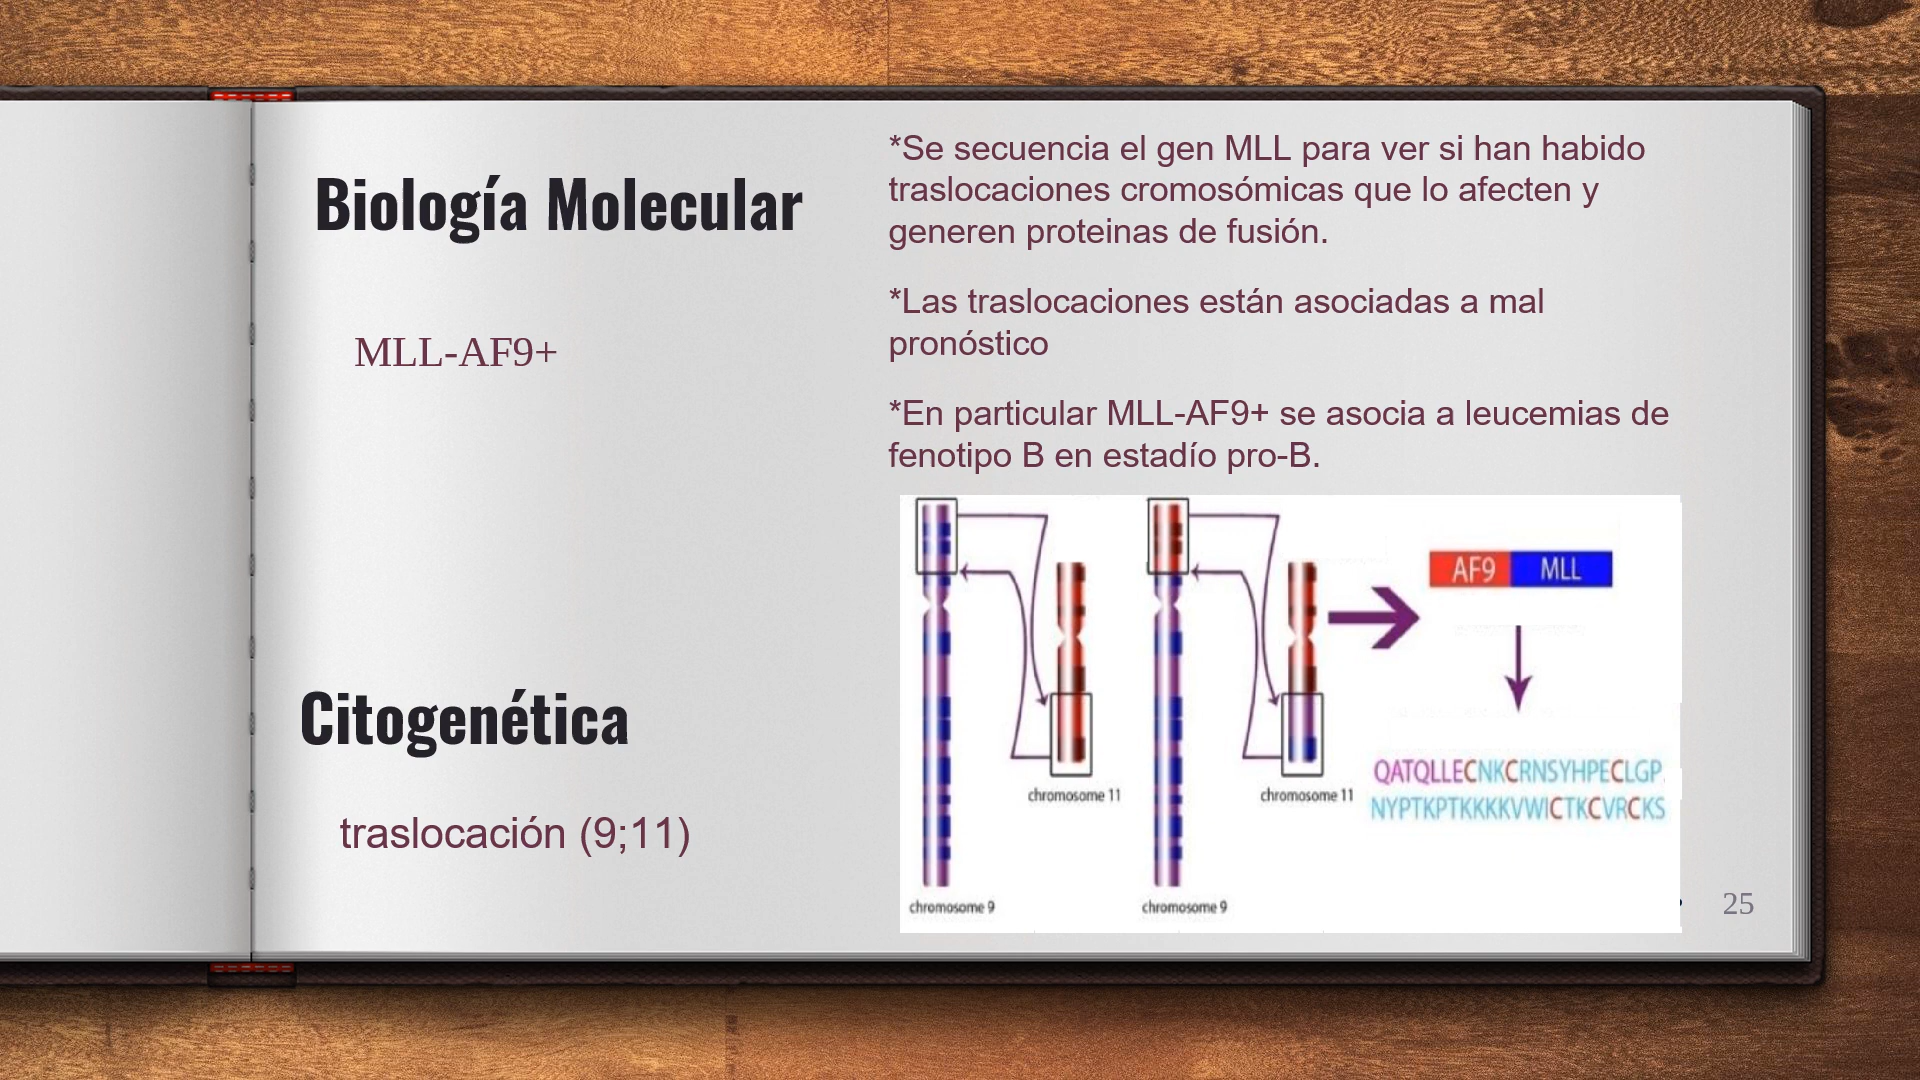 Biología Molecular
MLL-AF9+
Citogenética
traslocación (9;11)
*Se secuencia el gen MLL para ver si han habido
traslocaciones cromosómicas que lo afecten y
generen proteinas de fusión.
*Las traslocaciones están asociadas a mal
pronóstico
*En particular MLL-AF9+ se asocia a leucemias de
fenotipo B en estadío pro-B.
AF9 MLL
QATQLLECNKCRNSYHPECLGP
NYPTKPTKKKKVWICTKCVRCKS
chromosome 11
chromosome 11
chromosome 9
chromosome 9
25